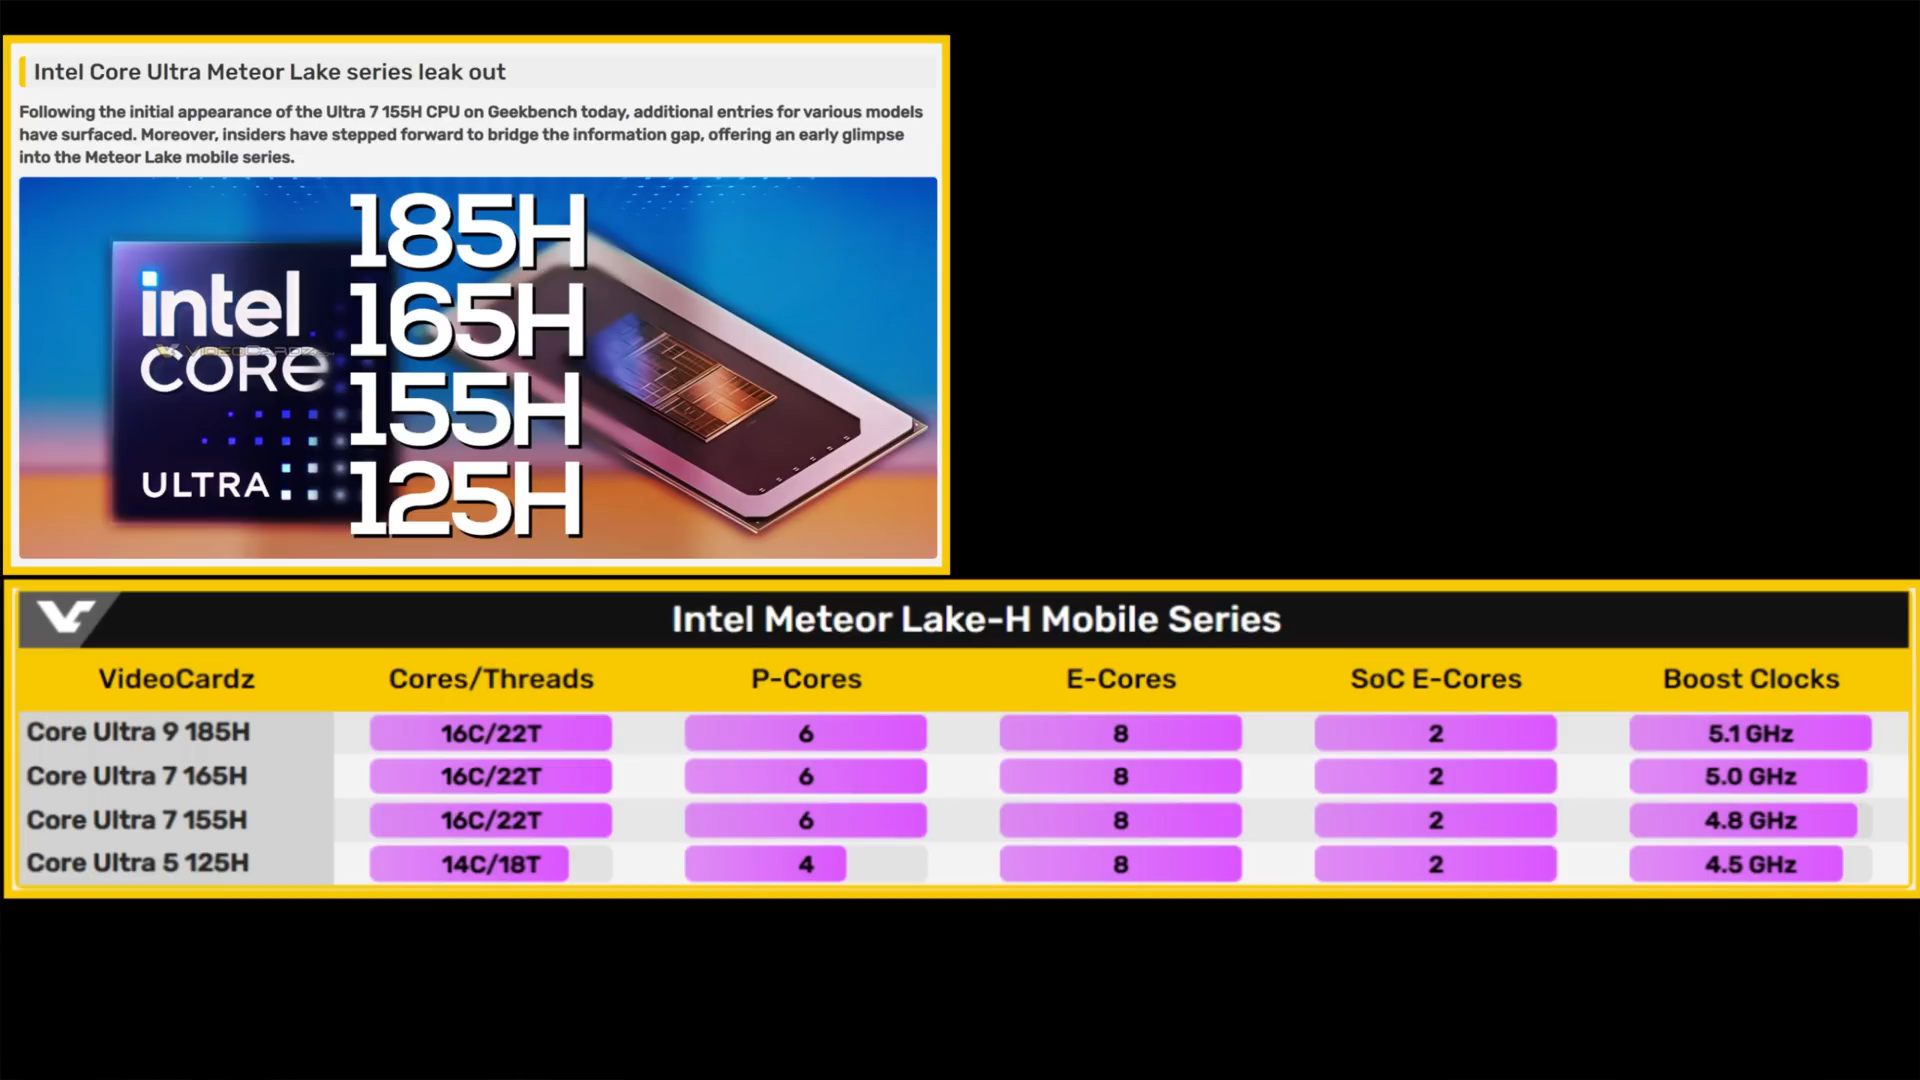 Intel Core Ultra Meteor Lake series leak out
Following the initial appearance of the Ultra 7 155H CPU on Geekbench today, additional entries for various models
have surfaced. Moreover, insiders have stepped forward to bridge the information gap, offering an early glimpse
into the Meteor Lake mobile series.
intel
CORe
ULTRA
VIDEOCARDZ.COM
185H
165H
155H
125H
Intel Meteor Lake-H Mobile Series
VideoCardz Cores/Threads P-Cores E-Cores SoC E-Cores Boost Clocks
Core Ultra 9 185H 16C/22T 6 8 2 5.1 GHz
Core Ultra 7 165H 16C/22T 6 8 2 5.0 GHz
Core Ultra 7 155H 16C/22T 6 8 2 4.8 GHz
Core Ultra 5 125H 14C/18T 4 8 2 4.5 GHz